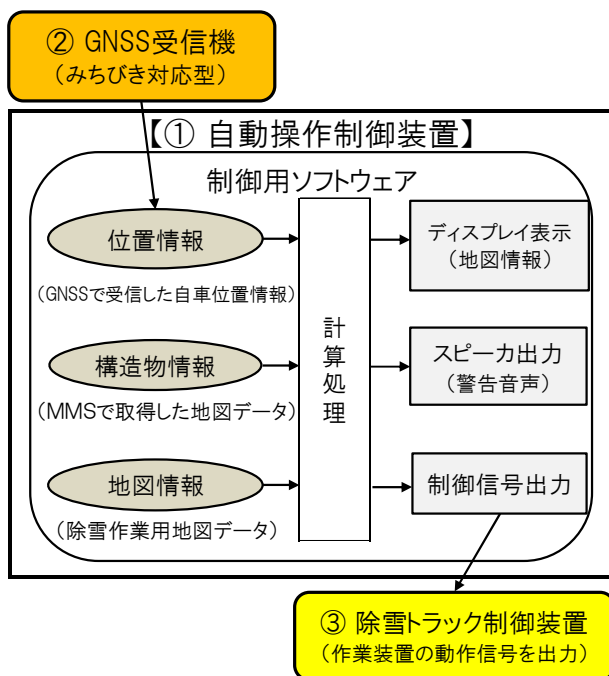 ② GNSS受信機
（みちびき対応型）
【① 自動操作制御装置】
制御用ソフトウェア
位置情報
（GNSSで受信した自車位置情報）
構造物情報
（MMSで取得した地図データ）
地図情報
（除雪作業用地図データ）
計算処理
ディスプレイ表示
（地図情報）
スピーカ出力
（警告音声）
制御信号出力
③ 除雪トラック制御装置
（作業装置の動作信号を出力）